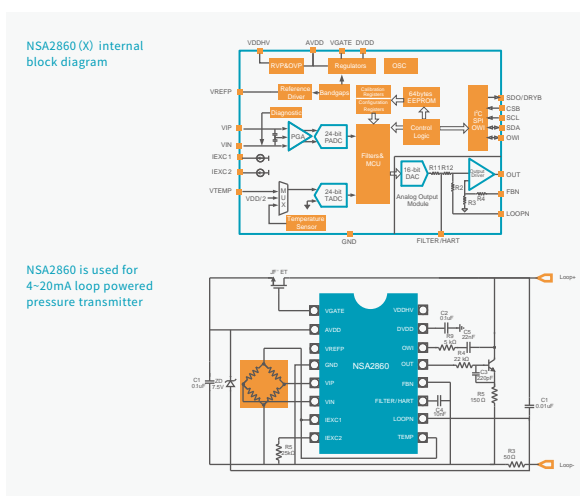 NSA2860(X) internal
block diagram
VDDHV
AVDD
VGATE
DVDD
RVP&OVP
Regulators
OSC
VREFP
Reference
Driver
Bandgaps
Calibration
Registers
Configuration
Registers
64bytes
EEPROM
Diagnostic
VIP
VIN
PGA
24-bit
PADC
Control
Logic
I²C
SPI
OWI
SDO/DRYB
CSB
SCL
SDA
OWI
IEXC1
IEXC2
Filters&
MCU
16-bit
DAC
R11
R12
Output
Driver
OUT
R2
R4
R3
FBN
LOOPN
Analog Output
Module
VTEMP
VDD/2
M
U
X
24-bit
TADC
Temperature
Sensor
GND
FILTER/HART
NSA2860 is used for
4~20mA loop powered
pressure transmitter
JF ET
Loop+
VGATE
AVDD
VREFP
GND
VIP
VIN
IEXC1
IEXC2
NSA2860
VDDHV
DVDD
OWI
OUT
FBN
FILTER/HART
LOOPN
TEMP
C1
0.1uF
ZD
7.5V
R5
25kΩ
C2
0.1uF
R9
5 kΩ
C5
22nF
R4
22 kΩ
C3
220pF
R5
150 Ω
C4
10nF
C1
0.01uF
R3
50 Ω
Loop-